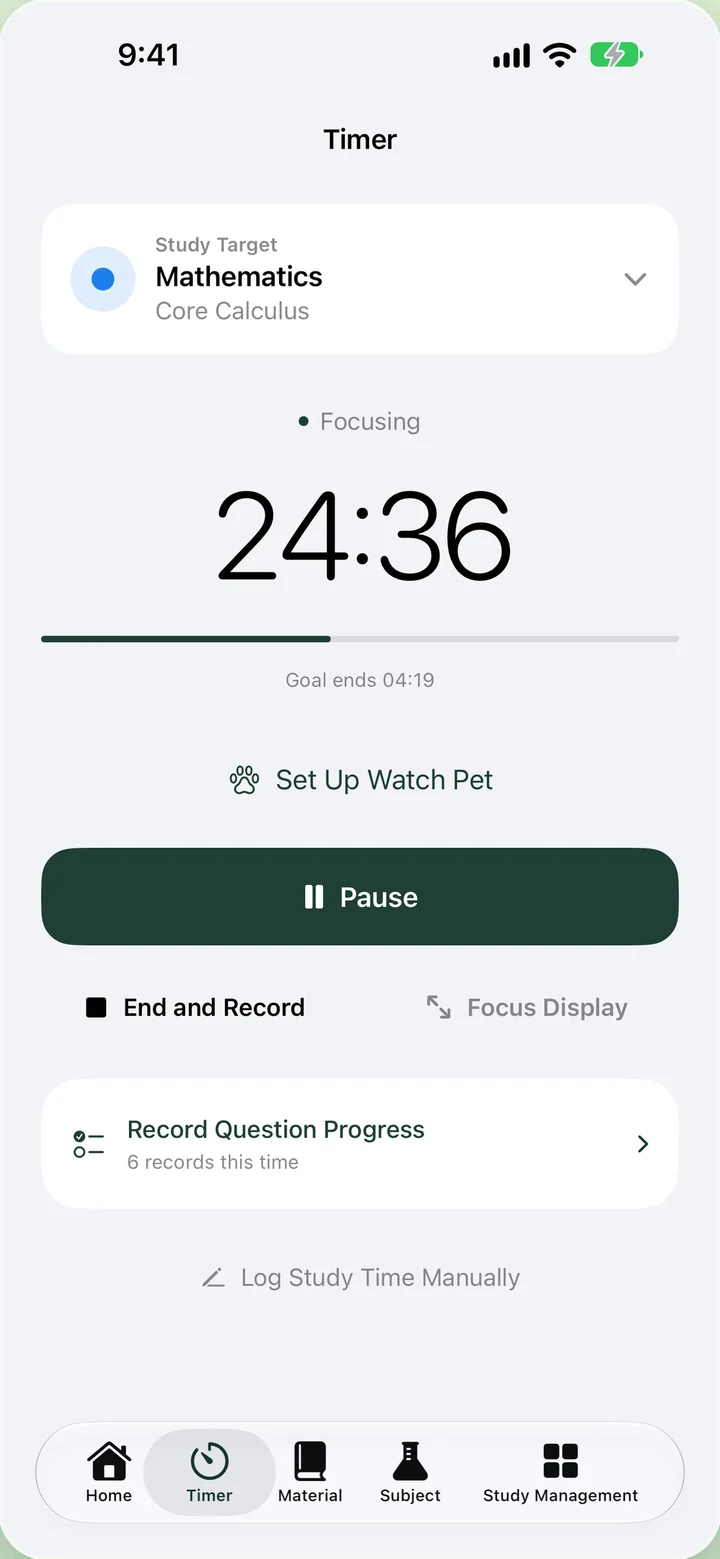 9:41
Timer
Study Target
Mathematics
Core Calculus
Focusing
24:36
Goal ends 04:19
Set Up Watch Pet
Pause
End and Record
Focus Display
Record Question Progress
6 records this time
Log Study Time Manually
Home
Timer
Material
Subject
Study Management